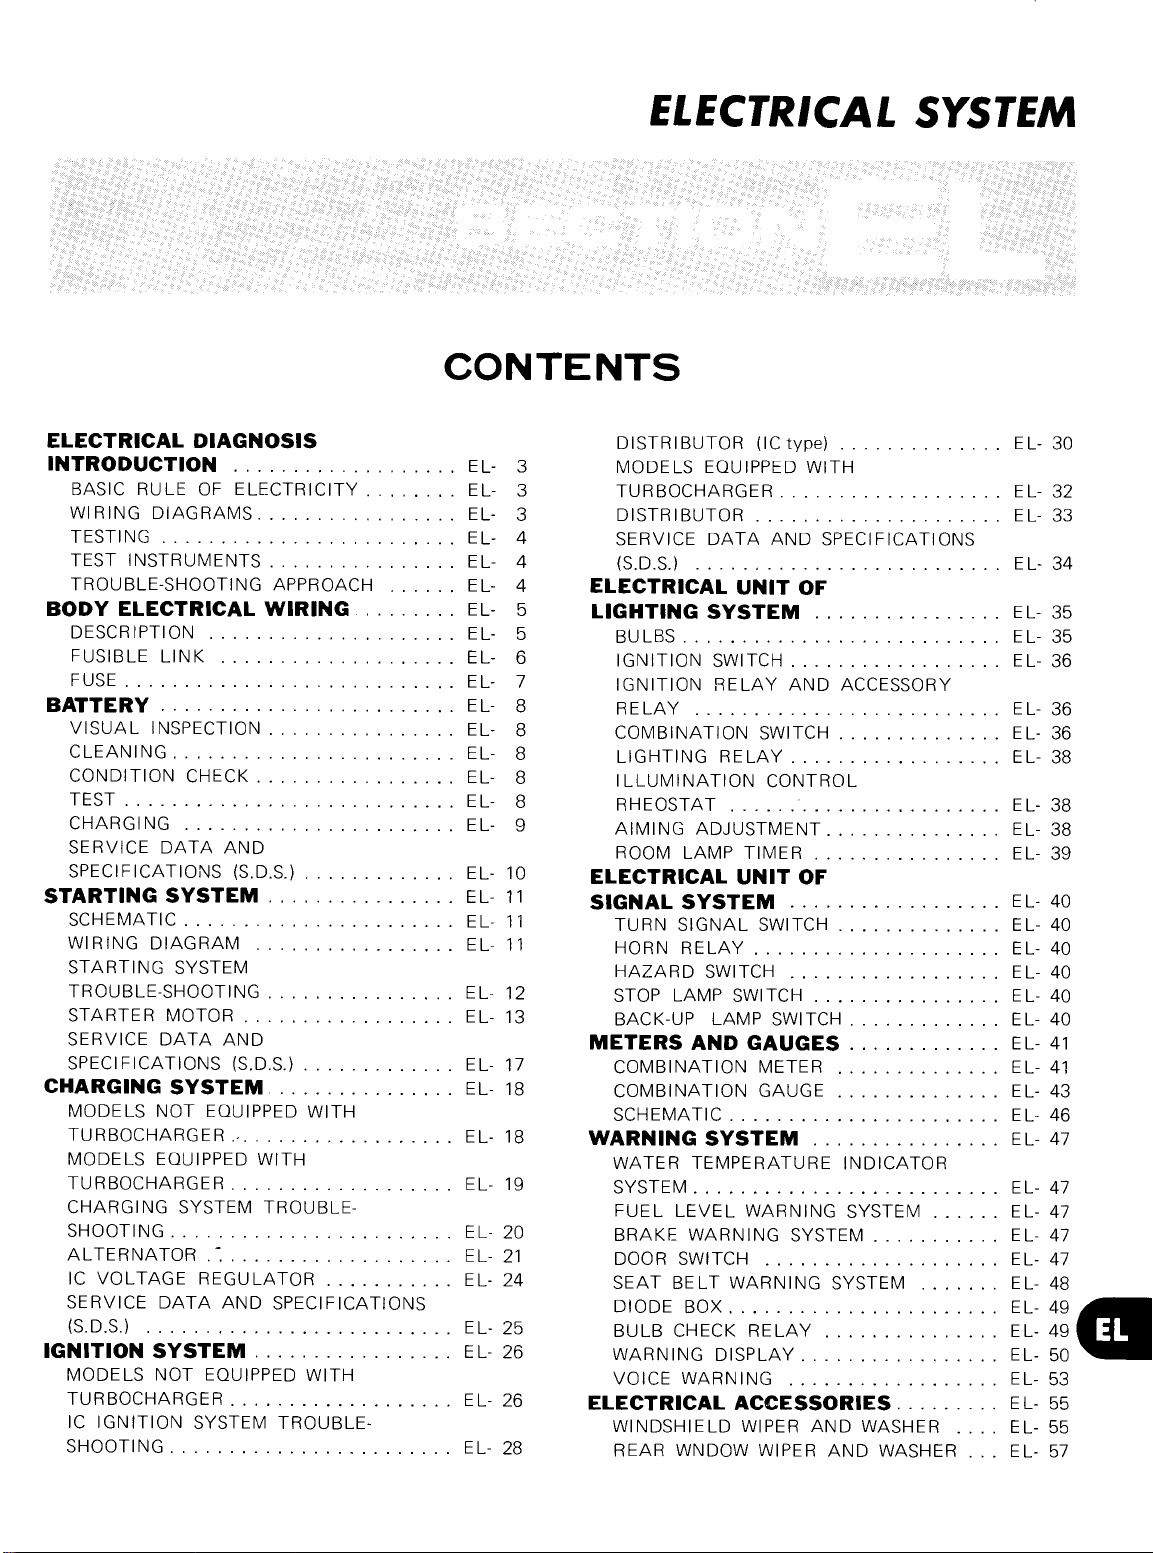 ELECTRICAL SYSTEM
SECTION EL
CONTENTS
ELECTRICAL DIAGNOSIS
INTRODUCTION ................... EL- 3
BASIC RULE OF ELECTRICITY ........ EL- 3
WIRING DIAGRAMS ................. EL- 3
TESTING ......................... EL- 4
TEST INSTRUMENTS ................ EL- 4
TROUBLE-SHOOTING APPROACH ...... EL- 4
BODY ELECTRICAL WIRING ......... EL- 5
DESCRIPTION ..................... EL- 5
FUSIBLE LINK .................... EL- 6
FUSE ............................ EL- 7
BATTERY ......................... EL- 8
VISUAL INSPECTION ................ EL- 8
CLEANING ........................ EL- 8
CONDITION CHECK ................. EL- 8
TEST ............................ EL- 8
CHARGING ....................... EL- 9
SERVICE DATA AND
SPECIFICATIONS (S.D.S.) ............. EL- 10
STARTING SYSTEM ................ EL- 11
SCHEMATIC ....................... EL- 11
WIRING DIAGRAM ................. EL- 11
STARTING SYSTEM
TROUBLE-SHOOTING ................ EL- 12
STARTER MOTOR .................. EL- 13
SERVICE DATA AND
SPECIFICATIONS (S.D.S.) ............. EL- 17
CHARGING SYSTEM ................ EL- 18
MODELS NOT EQUIPPED WITH
TURBOCHARGER ................... EL- 18
MODELS EQUIPPED WITH
TURBOCHARGER ................... EL- 19
CHARGING SYSTEM TROUBLE-
SHOOTING ........................ EL- 20
ALTERNATOR ..................... EL- 21
IC VOLTAGE REGULATOR ........... EL- 24
SERVICE DATA AND SPECIFICATIONS
(S.D.S.) .......................... EL- 25
IGNITION SYSTEM ................. EL- 26
MODELS NOT EQUIPPED WITH
TURBOCHARGER ................... EL- 26
IC IGNITION SYSTEM TROUBLE-
SHOOTING ........................ EL- 28
DISTRIBUTOR (IC type) .............. EL- 30
MODELS EQUIPPED WITH
TURBOCHARGER ................... EL- 32
DISTRIBUTOR ..................... EL- 33
SERVICE DATA AND SPECIFICATIONS
(S.D.S.) .......................... EL- 34
ELECTRICAL UNIT OF
LIGHTING SYSTEM ................ EL- 35
BULBS ........................... EL- 35
IGNITION SWITCH .................. EL- 36
IGNITION RELAY AND ACCESSORY
RELAY .......................... EL- 36
COMBINATION SWITCH .............. EL- 36
LIGHTING RELAY .................. EL- 38
ILLUMINATION CONTROL
RHEOSTAT ....................... EL- 38
AIMING ADJUSTMENT ............... EL- 38
ROOM LAMP TIMER ................ EL- 39
ELECTRICAL UNIT OF
SIGNAL SYSTEM .................. EL- 40
TURN SIGNAL SWITCH .............. EL- 40
HORN RELAY ..................... EL- 40
HAZARD SWITCH .................. EL- 40
STOP LAMP SWITCH ................ EL- 40
BACK-UP LAMP SWITCH ............. EL- 40
METERS AND GAUGES ............. EL- 41
COMBINATION METER .............. EL- 41
COMBINATION GAUGE .............. EL- 43
SCHEMATIC ....................... EL- 46
WARNING SYSTEM ................ EL- 47
WATER TEMPERATURE INDICATOR
SYSTEM .......................... EL- 47
FUEL LEVEL WARNING SYSTEM ...... EL- 47
BRAKE WARNING SYSTEM ........... EL- 47
DOOR SWITCH .................... EL- 47
SEAT BELT WARNING SYSTEM ....... EL- 48
DIODE BOX ....................... EL- 49
BULB CHECK RELAY ............... EL- 49
WARNING DISPLAY ................. EL- 50
VOICE WARNING .................. EL- 53
ELECTRICAL ACCESSORIES ......... EL- 55
WINDSHIELD WIPER AND WASHER .... EL- 55
REAR WNDOW WIPER AND WASHER ... EL- 57
EL